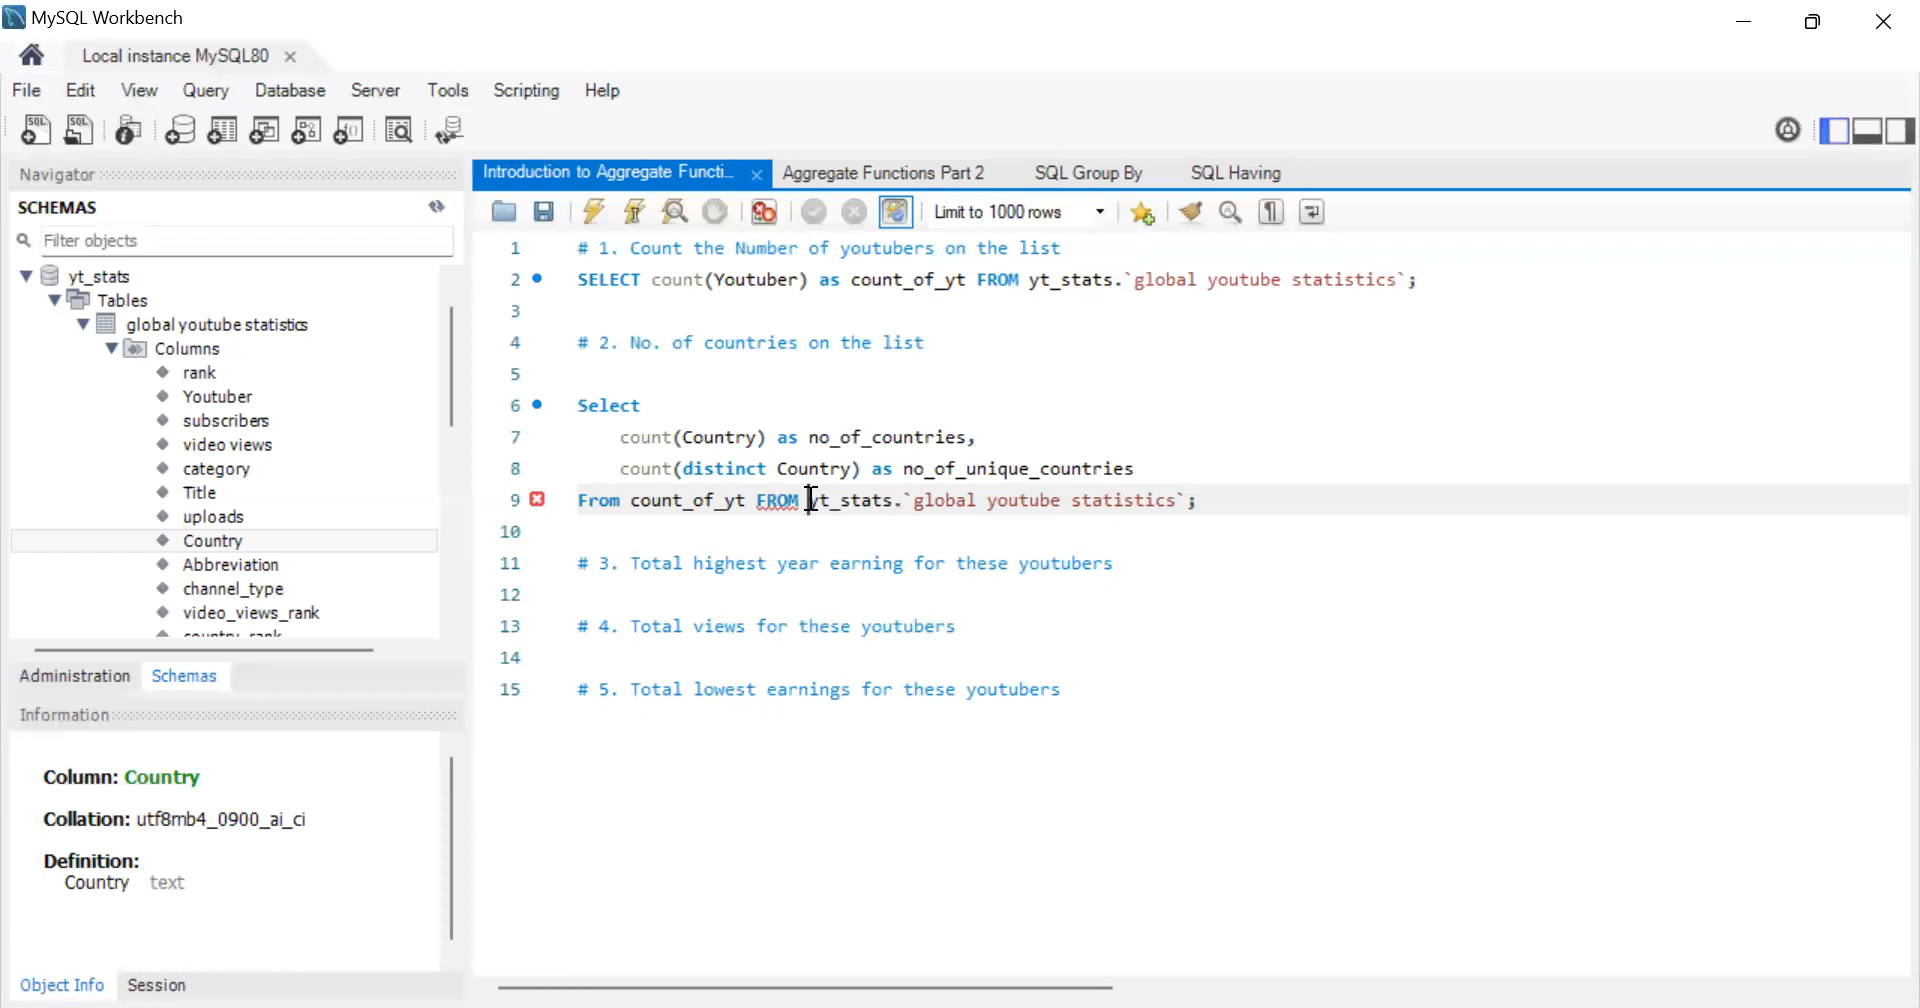 MySQL Workbench
Local instance MySQL80
File Edit View Query Database Server Tools Scripting Help
SQL SQL
Navigator
SCHEMAS
Filter objects
yt_stats
Tables
global youtube statistics
Columns
rank
Youtuber
subscribers
video views
category
Title
uploads
Country
Abbreviation
channel_type
video_views_rank
country_rank
Administration Schemas
Information
Column: Country
Collation: utf8mb4_0900_ai_ci
Definition:
Country text
Object Info Session
Introduction to Aggregate Functi... Aggregate Functions Part 2 SQL Group By SQL Having
Limit to 1000 rows
1 # 1. Count the Number of youtubers on the list
2 SELECT count(Youtuber) as count_of_yt FROM yt_stats.`global youtube statistics`;
3
4 # 2. No. of countries on the list
5
6 Select
7 count(Country) as no_of_countries,
8 count(distinct Country) as no_of_unique_countries
9 From count_of_yt FROM yt_stats.`global youtube statistics`;
10
11 # 3. Total highest year earning for these youtubers
12
13 # 4. Total views for these youtubers
14
15 # 5. Total lowest earnings for these youtubers